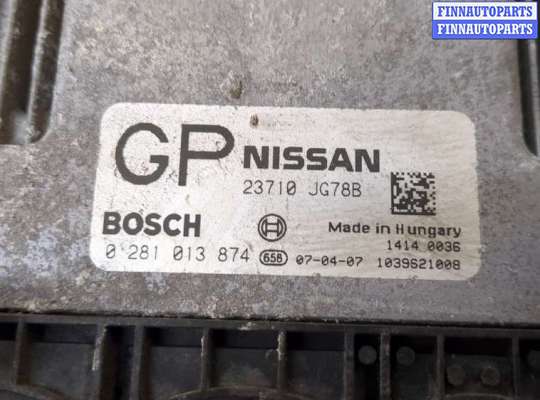 FINNAUTOPARTS
FINNAUTOPARTS
GP NISSAN
23710 JG78B
BOSCH
Made in Hungary
1414 0036
0 281 013 874 658 07-04-07 1039S21008